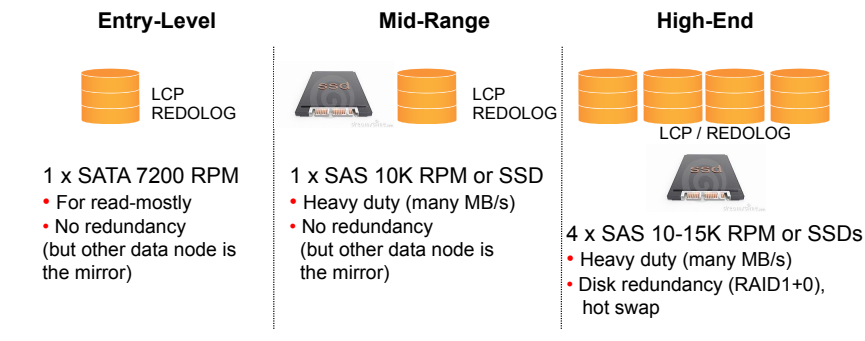 Entry-Level
LCP
REDOLOG
1 x SATA 7200 RPM
• For read-mostly
• No redundancy
(but other data node is
the mirror)
Mid-Range
ssd
LCP
REDOLOG
1 x SAS 10K RPM or SSD
• Heavy duty (many MB/s)
• No redundancy
(but other data node is
the mirror)
High-End
LCP / REDOLOG
ssd
4 x SAS 10-15K RPM or SSDs
• Heavy duty (many MB/s)
• Disk redundancy (RAID1+0),
hot swap